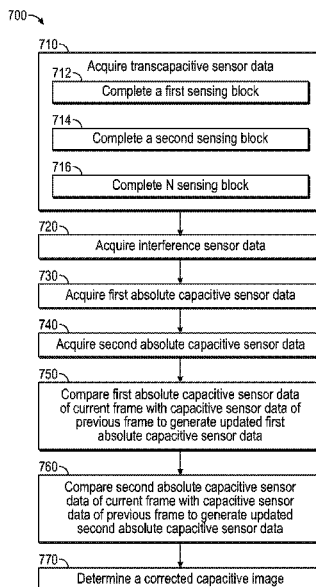 700
710
Acquire transcapacitive sensor data
712
Complete a first sensing block
714
Complete a second sensing block
716
Complete N sensing block
720
Acquire interference sensor data
730
Acquire first absolute capacitive sensor data
740
Acquire second absolute capacitive sensor data
750
Compare first absolute capacitive sensor data
of current frame with capacitive sensor data of
previous frame to generate updated first
absolute capacitive sensor data
760
Compare second absolute capacitive sensor
data of current frame with capacitive sensor
data of previous frame to generate updated
second absolute capacitive sensor data
770
Determine a corrected capacitive image